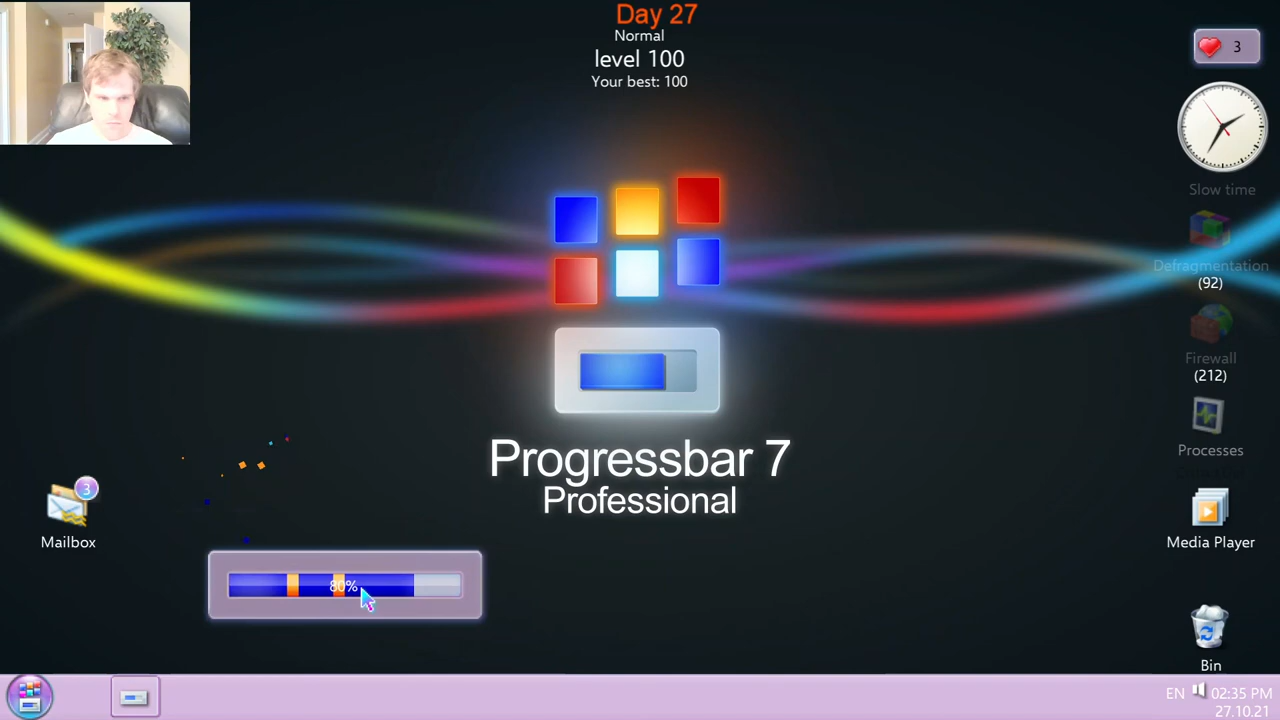 Day 27
Normal
level 100
Your best: 100
3
Slow time
Defragmentation
(92)
Firewall
(212)
Processes
Progressbar 7
Professional
3
Mailbox
Media Player
80%
Bin
EN 02:35 PM
27.10.21